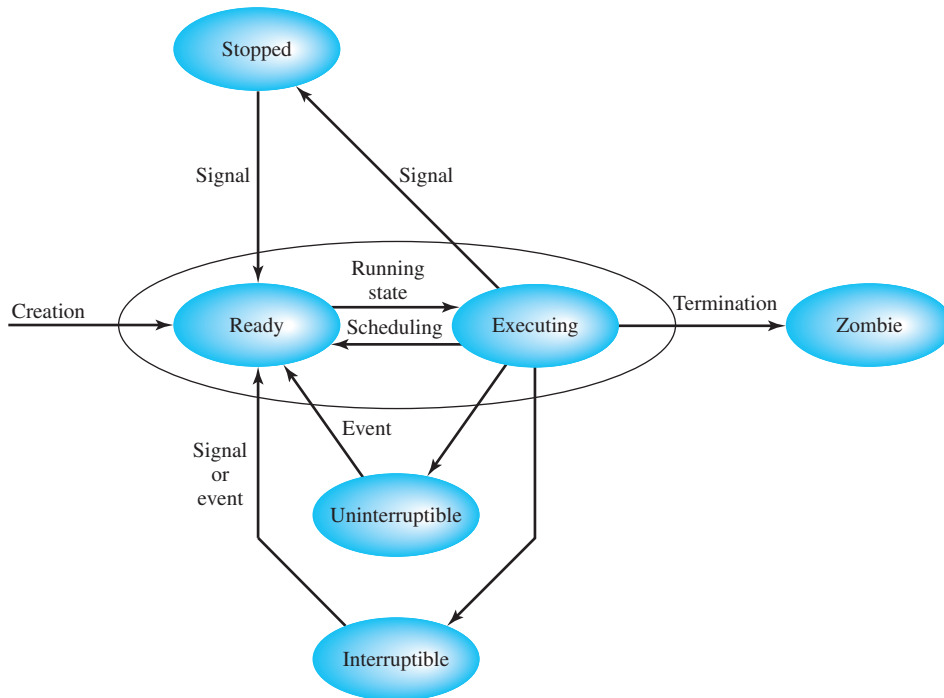 Stopped
Signal
Signal
Running
state
Creation
Termination
Ready
Scheduling
Executing
Zombie
Event
Signal
or
event
Uninterruptible
Interruptible